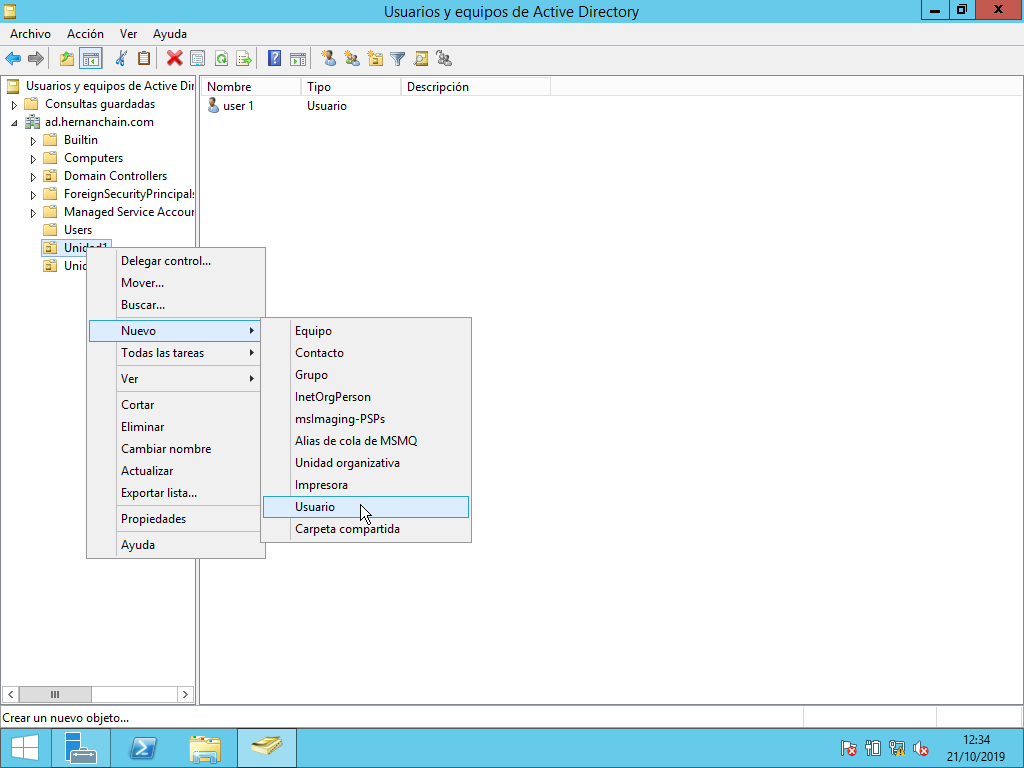 Usuarios y equipos de Active Directory
Archivo Acción Ver Ayuda
Usuarios y equipos de Active Dir
Consultas guardadas
ad.hernanchain.com
Builtin
Computers
Domain Controllers
ForeignSecurityPrincipals
Managed Service Accour
Users
Unidad1
Unid
Nombre Tipo Descripción
user 1 Usuario
Delegar control...
Mover...
Buscar...
Nuevo
Todas las tareas
Ver
Cortar
Eliminar
Cambiar nombre
Actualizar
Exportar lista...
Propiedades
Ayuda
Equipo
Contacto
Grupo
InetOrgPerson
msImaging-PSPs
Alias de cola de MSMQ
Unidad organizativa
Impresora
Usuario
Carpeta compartida
Crear un nuevo objeto...
12:34
21/10/2019